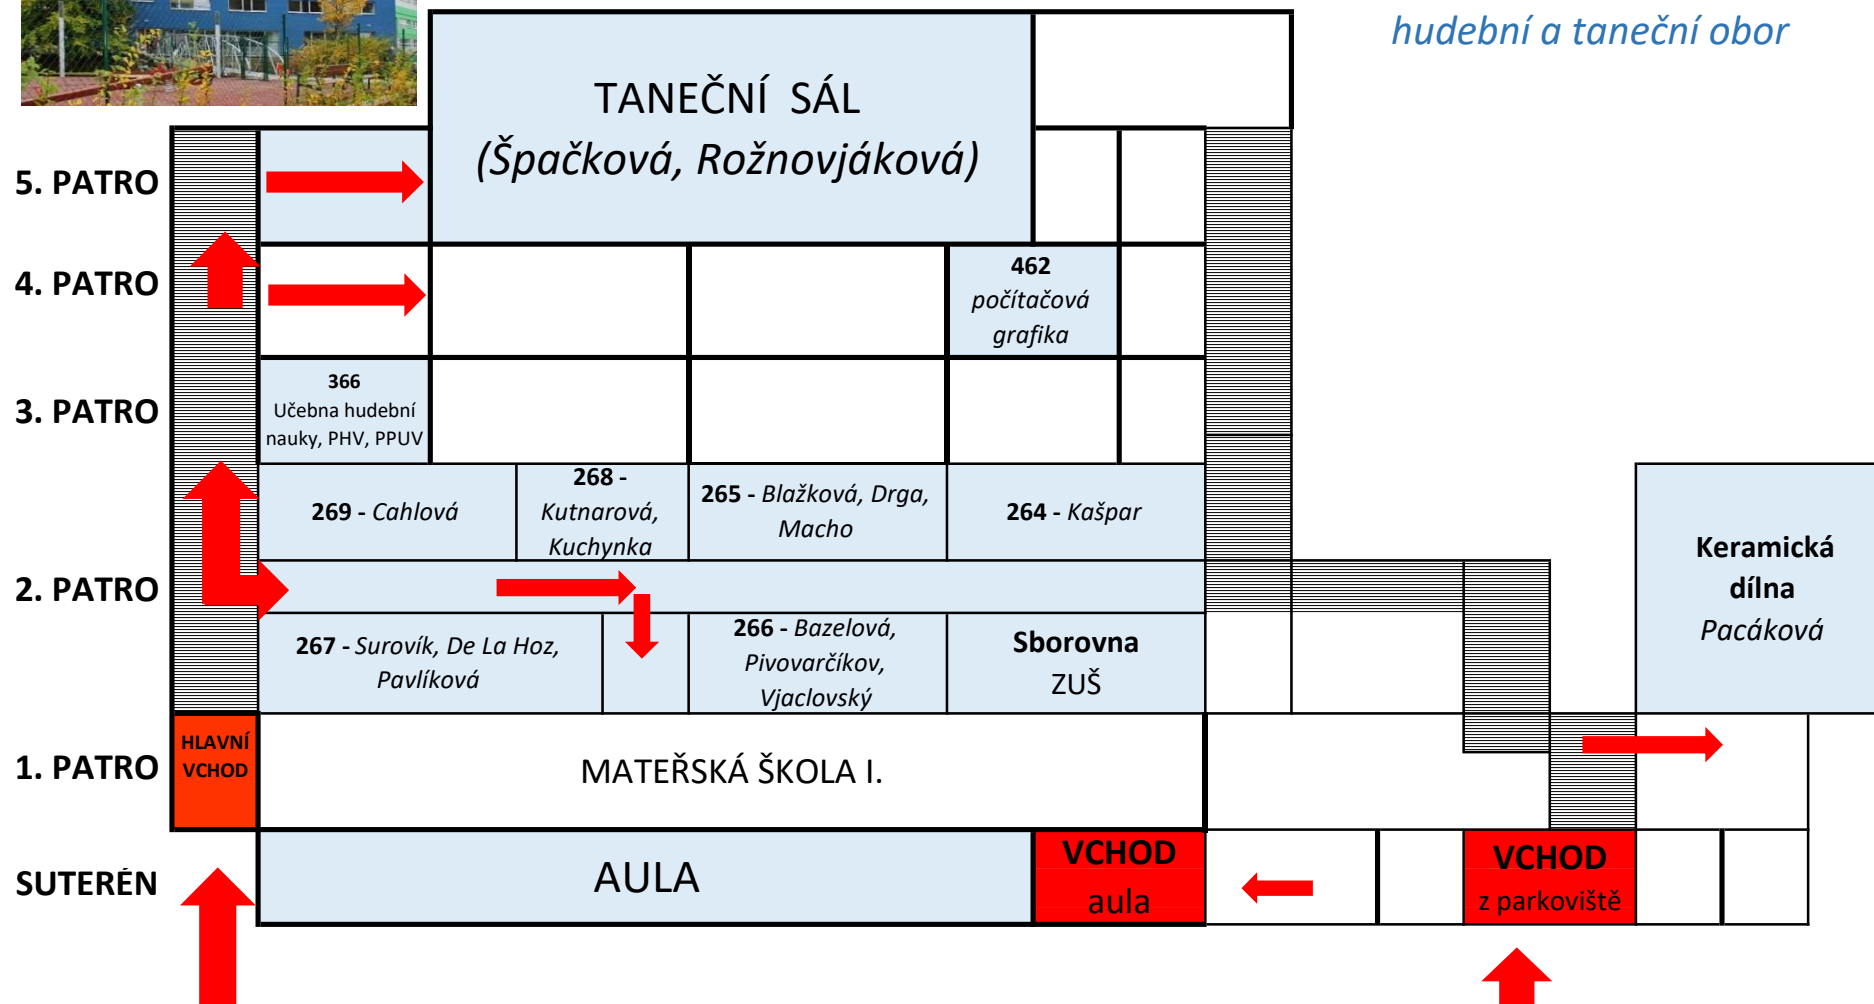 hudební a taneční obor
TANEČNÍ SÁL
(Špačková, Rožnovjáková)
5. PATRO
4. PATRO
462
počítačová
grafika
3. PATRO
366
Učebna hudební
nauky, PHV, PPUV
269 - Cahlová
268 -
Kutnarová,
Kuchynka
265 - Blažková, Drga,
Macho
264 - Kašpar
Keramická
dílna
Pacáková
2. PATRO
267 - Surovík, De La Hoz,
Pavlíková
266 - Bazelová,
Pivovarčíkov,
Vjaclovský
Sborovna
ZUŠ
1. PATRO
HLAVNÍ
VCHOD
MATEŘSKÁ ŠKOLA I.
SUTERÉN
AULA
VCHOD
aula
VCHOD
z parkoviště